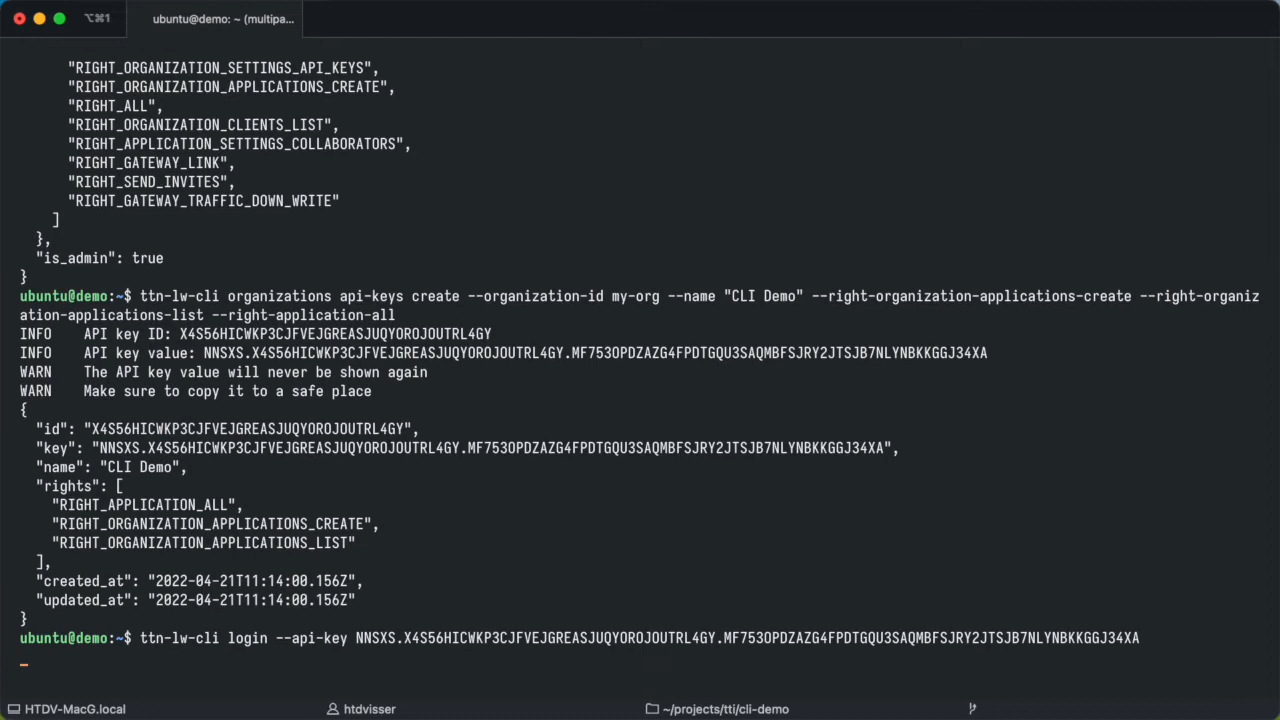 ⌥⌘1
ubuntu@demo: ~ (multipa...
"RIGHT_ORGANIZATION_SETTINGS_API_KEYS",
"RIGHT_ORGANIZATION_APPLICATIONS_CREATE",
"RIGHT_ALL",
"RIGHT_ORGANIZATION_CLIENTS_LIST",
"RIGHT_APPLICATION_SETTINGS_COLLABORATORS",
"RIGHT_GATEWAY_LINK",
"RIGHT_SEND_INVITES",
"RIGHT_GATEWAY_TRAFFIC_DOWN_WRITE"
]
},
"is_admin": true
}
ubuntu@demo:~$ ttn-lw-cli organizations api-keys create --organization-id my-org --name "CLI Demo" --right-organization-applications-create --right-organiz
ation-applications-list --right-application-all
INFO API key ID: X4S56HICWKP3CJFVEJGREASJUQYOROJOUTRL4GY
INFO API key value: NNSXS.X4S56HICWKP3CJFVEJGREASJUQYOROJOUTRL4GY.MF753OPDZAZG4FPDTGQU3SAQMBFSJRY2JTSJB7NLYNBKKGGJ34XA
WARN The API key value will never be shown again
WARN Make sure to copy it to a safe place
{
"id": "X4S56HICWKP3CJFVEJGREASJUQYOROJOUTRL4GY",
"key": "NNSXS.X4S56HICWKP3CJFVEJGREASJUQYOROJOUTRL4GY.MF753OPDZAZG4FPDTGQU3SAQMBFSJRY2JTSJB7NLYNBKKGGJ34XA",
"name": "CLI Demo",
"rights": [
"RIGHT_APPLICATION_ALL",
"RIGHT_ORGANIZATION_APPLICATIONS_CREATE",
"RIGHT_ORGANIZATION_APPLICATIONS_LIST"
],
"created_at": "2022-04-21T11:14:00.156Z",
"updated_at": "2022-04-21T11:14:00.156Z"
}
ubuntu@demo:~$ ttn-lw-cli login --api-key NNSXS.X4S56HICWKP3CJFVEJGREASJUQYOROJOUTRL4GY.MF753OPDZAZG4FPDTGQU3SAQMBFSJRY2JTSJB7NLYNBKKGGJ34XA
HTDV-MacG.local
htdvisser
~/projects/tti/cli-demo